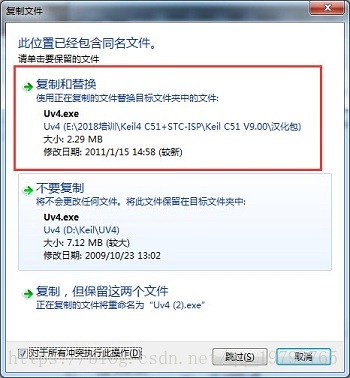 复制文件
此位置已经包含同名文件。
请单击要保留的文件
复制和替换
使用正在复制的文件替换目标文件夹中的文件:
Uv4.exe
Uv4 (E:\2018培训\Keil4 C51+STC-ISP\Keil C51 V9.00\汉化包)
大小: 2.29 MB
修改日期: 2011/1/15 14:58 (较新)
不要复制
将不会更改任何文件。将此文件保留在目标文件夹中:
Uv4.exe
Uv4 (D:\Keil\UV4)
大小: 7.12 MB (较大)
修改日期: 2009/10/23 13:02
复制，但保留这两个文件
正在复制的文件将重命名为“Uv4 (2).exe”
对于所有冲突执行此操作(D)
跳过(S)
取消